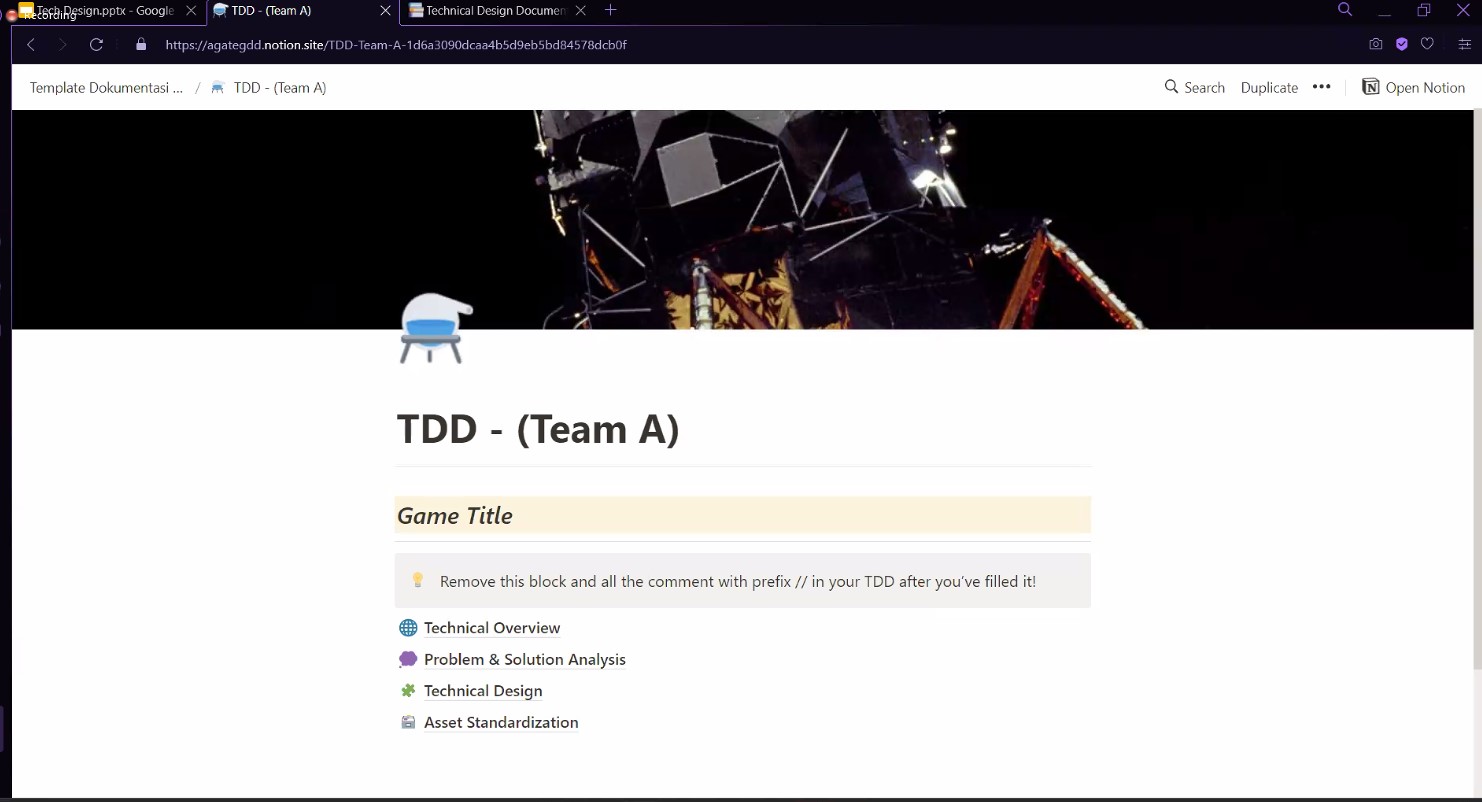 Recording
Tech Design.pptx - Google
TDD - (Team A)
Technical Design Documen
https://agategdd.notion.site/TDD-Team-A-1d6a3090dcaa4b5d9eb5bd84578dcb0f
Template Dokumentasi ... / TDD - (Team A)
Search Duplicate ••• Open Notion
TDD - (Team A)
Game Title
Remove this block and all the comment with prefix // in your TDD after you've filled it!
Technical Overview
Problem & Solution Analysis
Technical Design
Asset Standardization